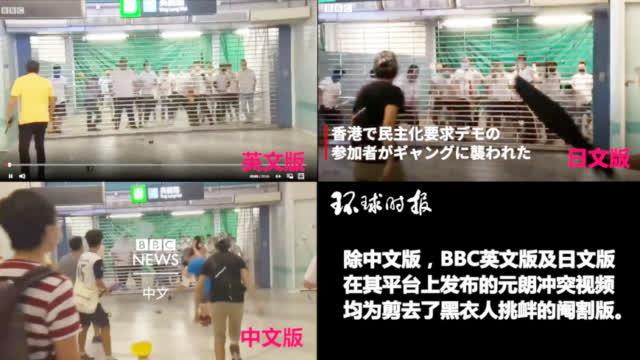 BBC
英文版
BBC
香港で民主化要求デモの
参加者がギャングに襲われた
日文版
BBC
NEWS
中文
中文版
环球时报
除中文版，BBC英文版及日文版
在其平台上发布的元朗冲突视频
均为剪去了黑衣人挑衅的阉割版。